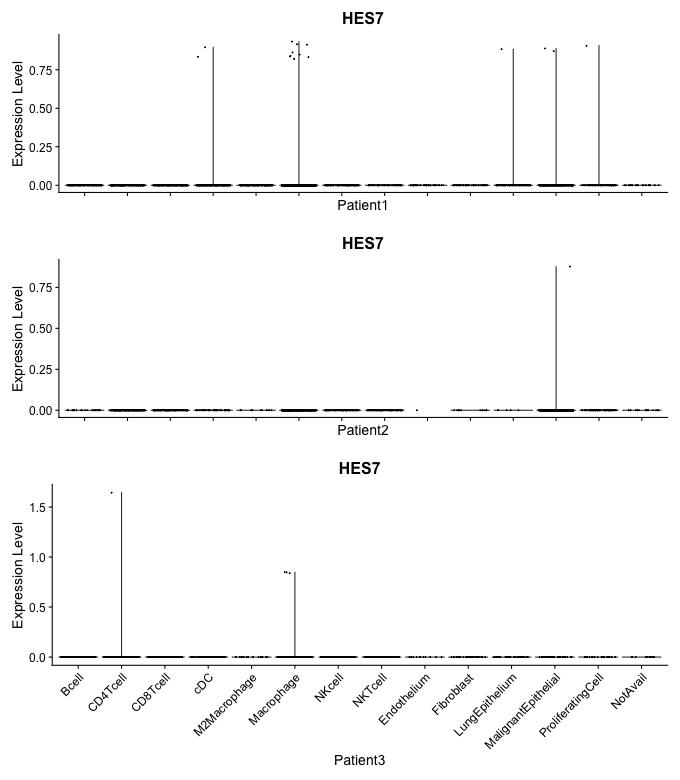 HES7
Expression Level
0.75
0.50
0.25
0.00
Patient1
HES7
Expression Level
0.75
0.50
0.25
0.00
Patient2
HES7
Expression Level
1.5
1.0
0.5
0.0
Bcell
CD4Tcell
CD8Tcell
cDC
M2Macrophage
Macrophage
NKcell
NKTcell
Endothelium
Fibroblast
LungEpithelium
MalignantEpithelial
ProliferatingCell
NotAvail
Patient3